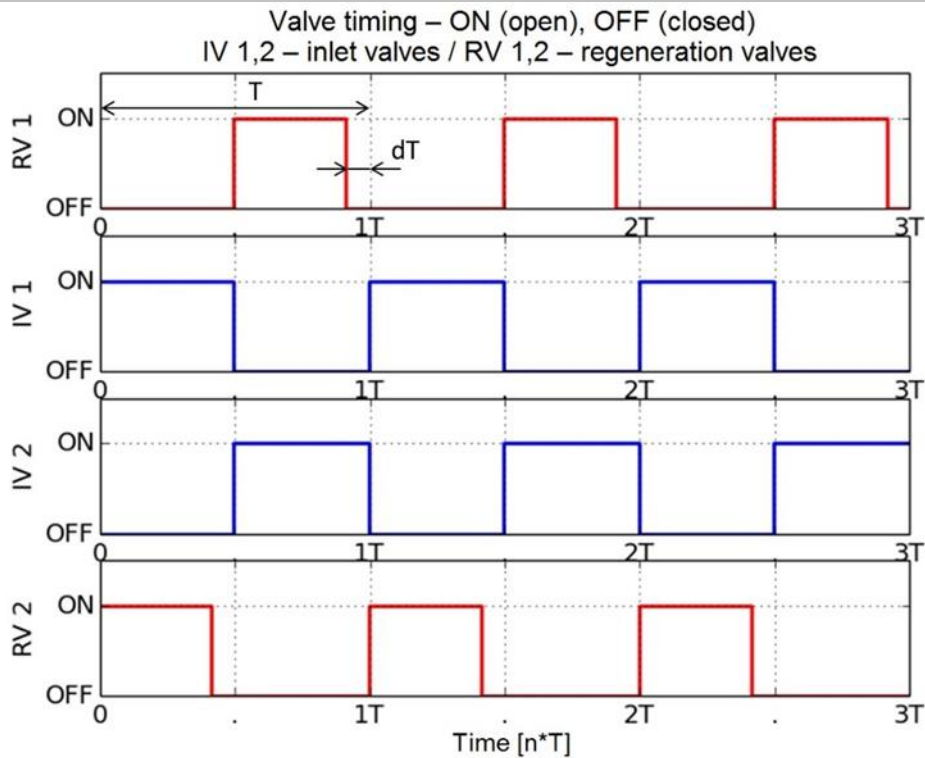 Valve timing – ON (open), OFF (closed)
IV 1,2 – inlet valves / RV 1,2 – regeneration valves
T
ON
dT
RV 1
OFF
0 1T 2T 3T
ON
IV 1
OFF
0 1T 2T 3T
ON
IV 2
OFF
0 1T 2T 3T
ON
RV 2
OFF
0 . 1T . 2T . 3T
Time [n*T]